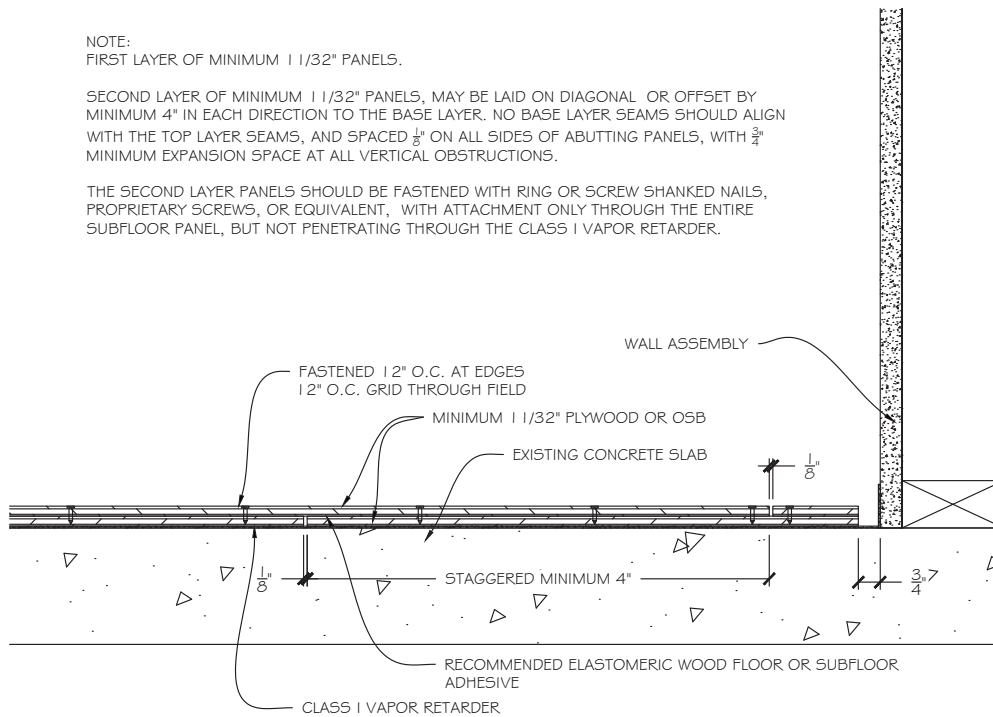 NOTE:
FIRST LAYER OF MINIMUM 11/32" PANELS.
SECOND LAYER OF MINIMUM 11/32" PANELS, MAY BE LAID ON DIAGONAL OR OFFSET BY
MINIMUM 4" IN EACH DIRECTION TO THE BASE LAYER. NO BASE LAYER SEAMS SHOULD ALIGN
WITH THE TOP LAYER SEAMS, AND SPACED 1/8" ON ALL SIDES OF ABUTTING PANELS, WITH 3/4"
MINIMUM EXPANSION SPACE AT ALL VERTICAL OBSTRUCTIONS.
THE SECOND LAYER PANELS SHOULD BE FASTENED WITH RING OR SCREW SHANKED NAILS,
PROPRIETARY SCREWS, OR EQUIVALENT, WITH ATTACHMENT ONLY THROUGH THE ENTIRE
SUBFLOOR PANEL, BUT NOT PENETRATING THROUGH THE CLASS I VAPOR RETARDER.
WALL ASSEMBLY
FASTENED 12" O.C. AT EDGES
12" O.C. GRID THROUGH FIELD
MINIMUM 11/32" PLYWOOD OR OSB
EXISTING CONCRETE SLAB
1/8"
1/8"
STAGGERED MINIMUM 4"
3/4"
RECOMMENDED ELASTOMERIC WOOD FLOOR OR SUBFLOOR
ADHESIVE
CLASS I VAPOR RETARDER